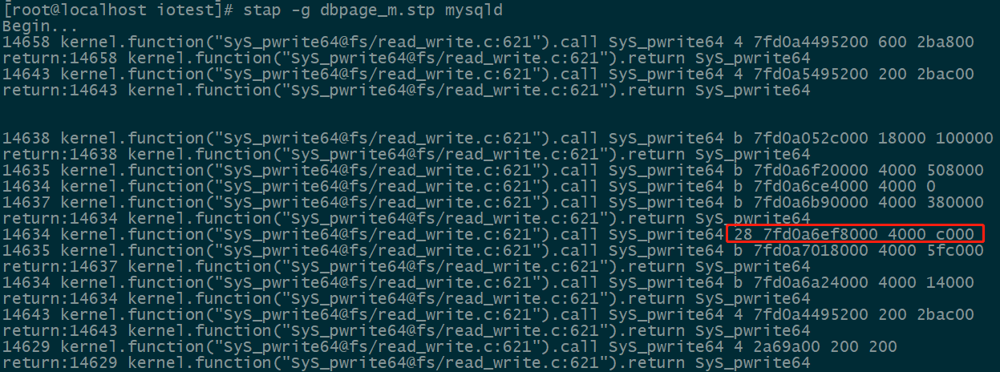 [root@localhost iotest]# stap -g dbpage_m.stp mysqld
Begin...
14658 kernel.function("SyS_pwrite64@fs/read_write.c:621").call SyS_pwrite64 4 7fd0a4495200 600 2ba800
return:14658 kernel.function("SyS_pwrite64@fs/read_write.c:621").return SyS_pwrite64
14643 kernel.function("SyS_pwrite64@fs/read_write.c:621").call SyS_pwrite64 4 7fd0a5495200 200 2bac00
return:14643 kernel.function("SyS_pwrite64@fs/read_write.c:621").return SyS_pwrite64
14638 kernel.function("SyS_pwrite64@fs/read_write.c:621").call SyS_pwrite64 b 7fd0a052c000 18000 100000
return:14638 kernel.function("SyS_pwrite64@fs/read_write.c:621").return SyS_pwrite64
14635 kernel.function("SyS_pwrite64@fs/read_write.c:621").call SyS_pwrite64 b 7fd0a6f20000 4000 508000
14634 kernel.function("SyS_pwrite64@fs/read_write.c:621").call SyS_pwrite64 b 7fd0a6ce4000 4000 0
14637 kernel.function("SyS_pwrite64@fs/read_write.c:621").call SyS_pwrite64 b 7fd0a6b90000 4000 380000
return:14634 kernel.function("SyS_pwrite64@fs/read_write.c:621").return SyS_pwrite64
14634 kernel.function("SyS_pwrite64@fs/read_write.c:621").call SyS_pwrite64 28 7fd0a6ef8000 4000 c000
14635 kernel.function("SyS_pwrite64@fs/read_write.c:621").call SyS_pwrite64 b 7fd0a7018000 4000 5fc000
return:14637 kernel.function("SyS_pwrite64@fs/read_write.c:621").return SyS_pwrite64
14634 kernel.function("SyS_pwrite64@fs/read_write.c:621").call SyS_pwrite64 b 7fd0a6a24000 4000 14000
return:14634 kernel.function("SyS_pwrite64@fs/read_write.c:621").return SyS_pwrite64
14643 kernel.function("SyS_pwrite64@fs/read_write.c:621").call SyS_pwrite64 4 7fd0a4495200 200 2bac00
return:14643 kernel.function("SyS_pwrite64@fs/read_write.c:621").return SyS_pwrite64
14629 kernel.function("SyS_pwrite64@fs/read_write.c:621").call SyS_pwrite64 4 2a69a00 200 200
return:14629 kernel.function("SyS_pwrite64@fs/read_write.c:621").return SyS_pwrite64